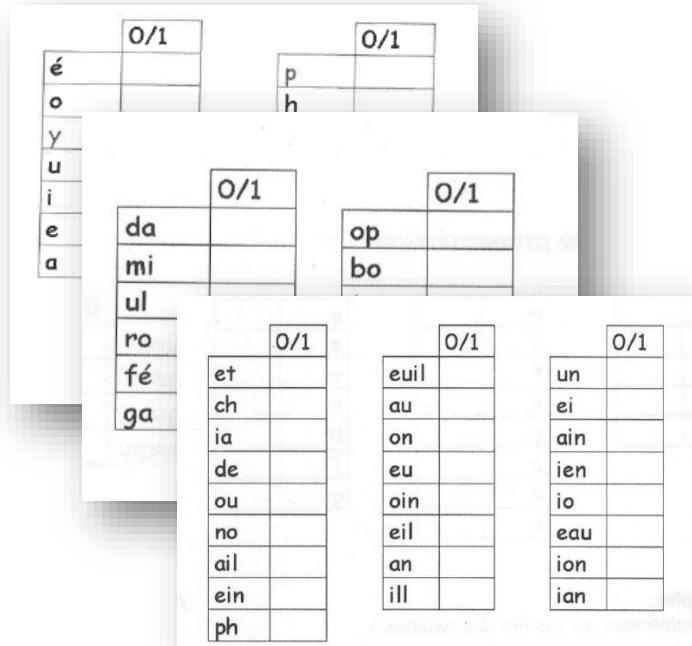 0/1
é
o
y
u
i
e
a
0/1
p
h
0/1
da
mi
ul
ro
fé
ga
0/1
op
bo
0/1
et
ch
ia
de
ou
no
ail
ein
ph
0/1
euil
au
on
eu
oin
eil
an
ill
0/1
un
ei
ain
ien
io
eau
ion
ian